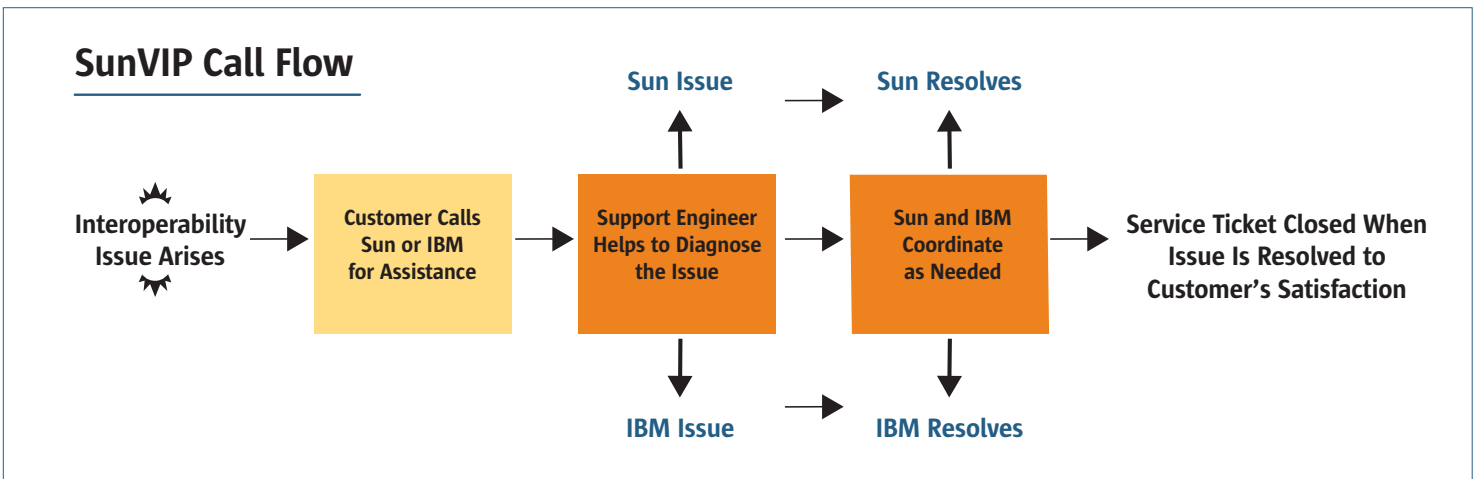 SunVIP Call Flow
Sun Issue
Sun Resolves
Interoperability
Issue Arises
Customer Calls
Sun or IBM
for Assistance
Support Engineer
Helps to Diagnose
the Issue
Sun and IBM
Coordinate
as Needed
Service Ticket Closed When
Issue Is Resolved to
Customer’s Satisfaction
IBM Issue
IBM Resolves